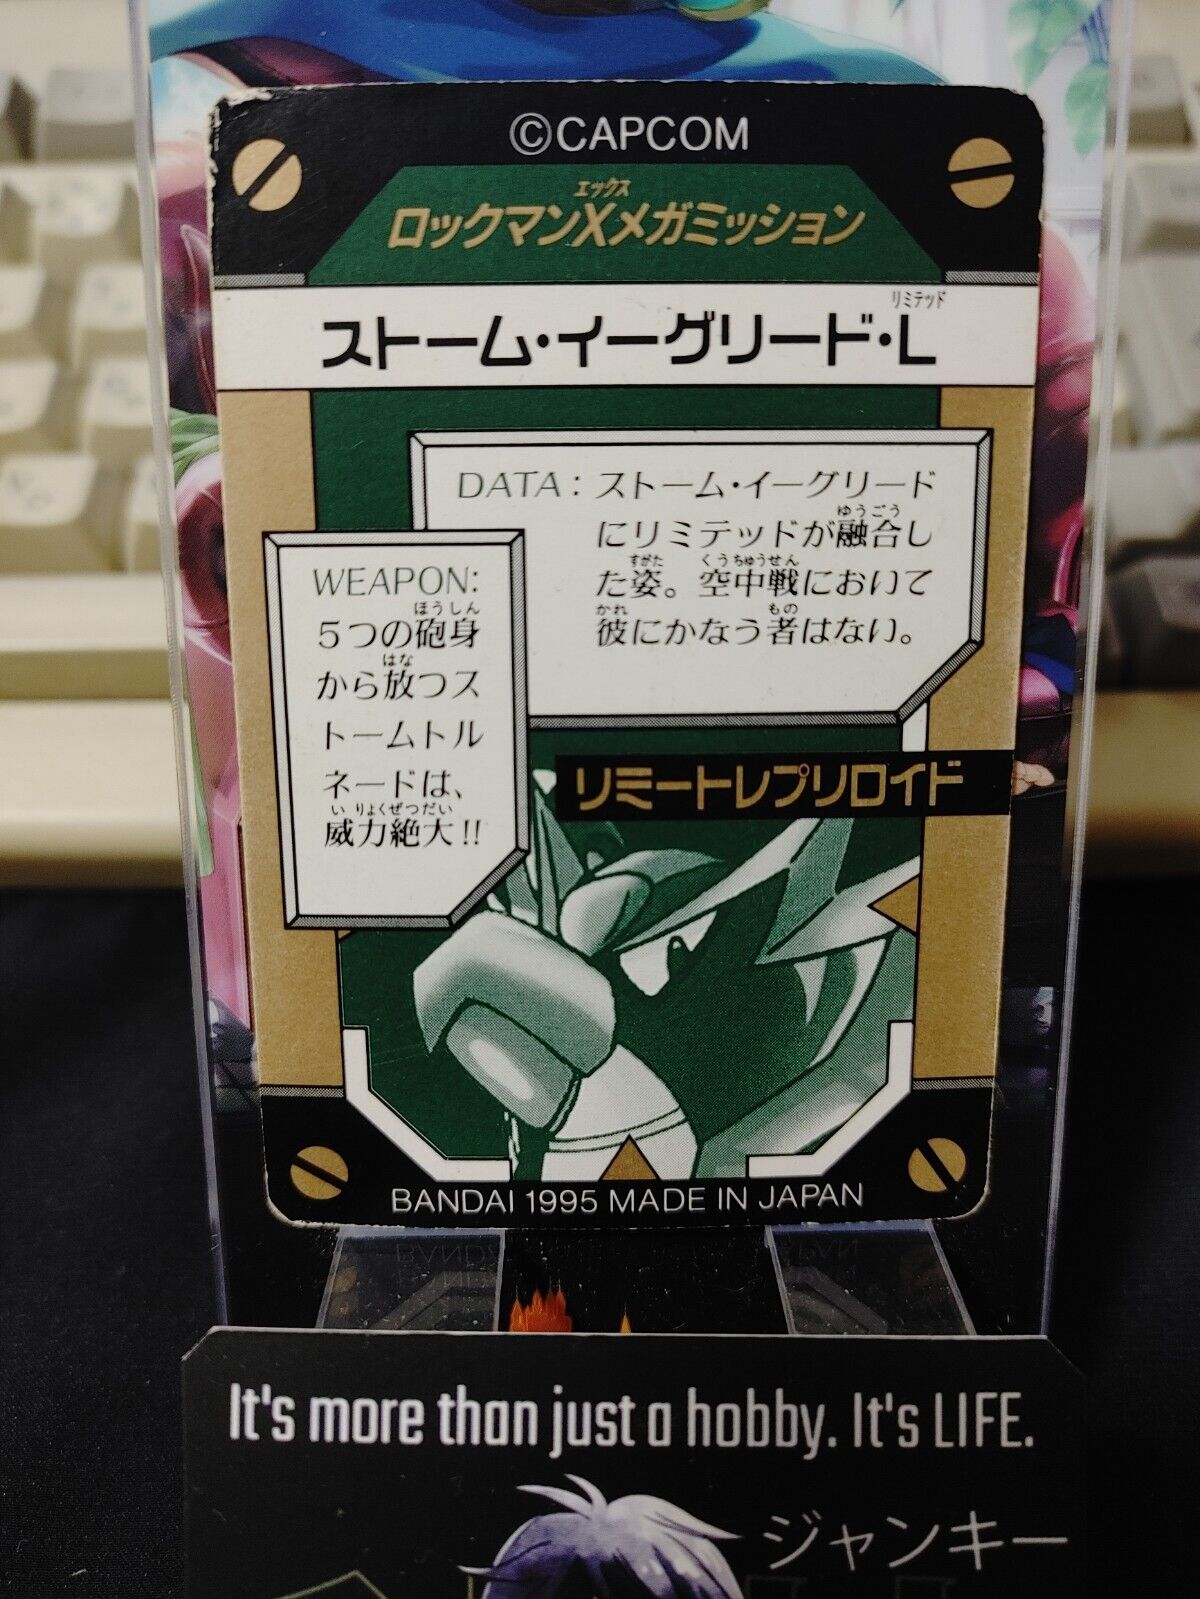 ©CAPCOM
エックス
ロックマンXメガミッション
リミテッド
ストーム・イーグリード・L
DATA：ストーム・イーグリード
ゆうごう
にリミテッドが融合し
すがた くうちゅうせん
た姿。空中戦において
かれ もの
彼にかなう者はない。
WEAPON:
ほうしん
5つの砲身
はな
から放つス
トームトル
ネードは、
いりょくぜつだい
威力絶大!!
リミートレプリロイド
BANDAI 1995 MADE IN JAPAN
It's more than just a hobby. It's LIFE.
ジャンキー